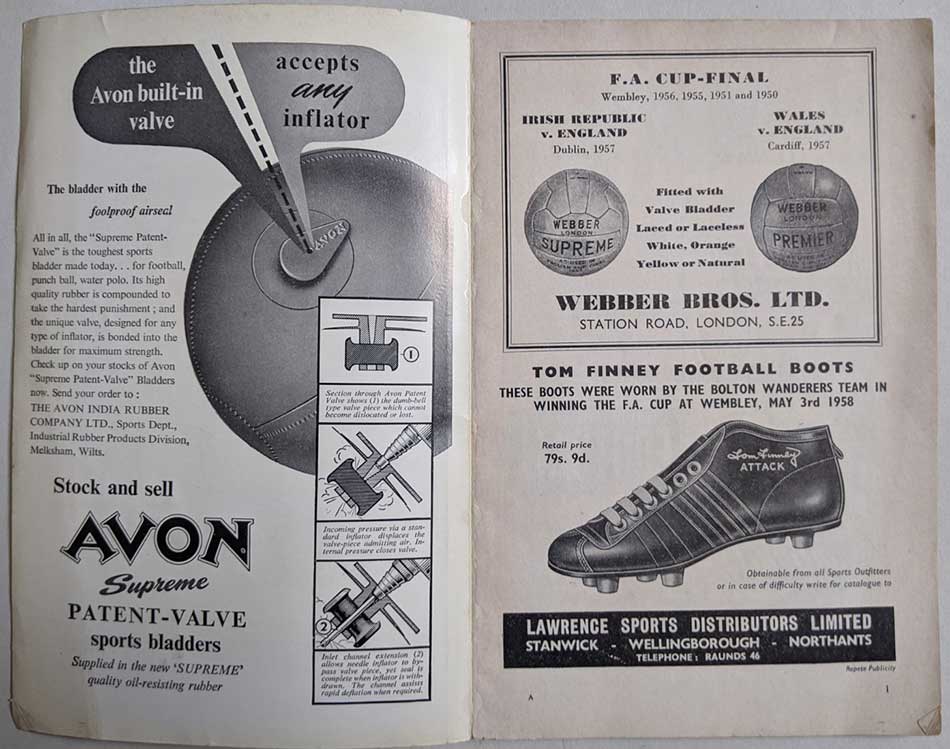 the
Avon built-in
valve
accepts
any
inflator
The bladder with the
foolproof airseal
AVON
All in all, the "Supreme Patent-
Valve" is the toughest sports
bladder made today. . . for football,
punch ball, water polo. Its high
quality rubber is compounded to
take the hardest punishment ; and
the unique valve, designed for any
type of inflator, is bonded into the
bladder for maximum strength.
Check up on your stocks of Avon
"Supreme Patent-Valve" Bladders
now. Send your order to :
THE AVON INDIA RUBBER
COMPANY LTD., Sports Dept.,
Industrial Rubber Products Division,
Melksham, Wilts.
Stock and sell
AVON
Supreme
PATENT-VALVE
sports bladders
Supplied in the new 'SUPREME'
quality oil-resisting rubber
1
Section through Avon Patent
Valve shows (1) the dumb-bell
type valve piece which cannot
become dislocated or lost.
Incoming pressure via a stan-
dard inflator displaces the
valve-piece admitting air. In-
ternal pressure closes valve.
2
Inlet channel extension (2)
allows needle inflator to by-
pass valve piece, yet seal is
complete when inflator is with-
drawn. The channel assists
rapid deflation when required.
F.A. CUP-FINAL
Wembley, 1956, 1955, 1951 and 1950
IRISH REPUBLIC
v. ENGLAND
Dublin, 1957
WALES
v. ENGLAND
Cardiff, 1957
WEBBER
LONDON
SUPREME
Fitted with
Valve Bladder
Laced or Laceless
White, Orange
Yellow or Natural
WEBBER
LONDON
PREMIER
WEBBER BROS. LTD.
STATION ROAD, LONDON, S.E.25
TOM FINNEY FOOTBALL BOOTS
THESE BOOTS WERE WORN BY THE BOLTON WANDERERS TEAM IN
WINNING THE F.A. CUP AT WEMBLEY, MAY 3rd 1958
Retail price
79s. 9d.
Tom Finney
ATTACK
Obtainable from all Sports Outfitters
or in case of difficulty write for catalogue to
LAWRENCE SPORTS DISTRIBUTORS LIMITED
STANWICK - WELLINGBOROUGH - NORTHANTS
TELEPHONE: RAUNDS 46
Repete Publicity
A
1